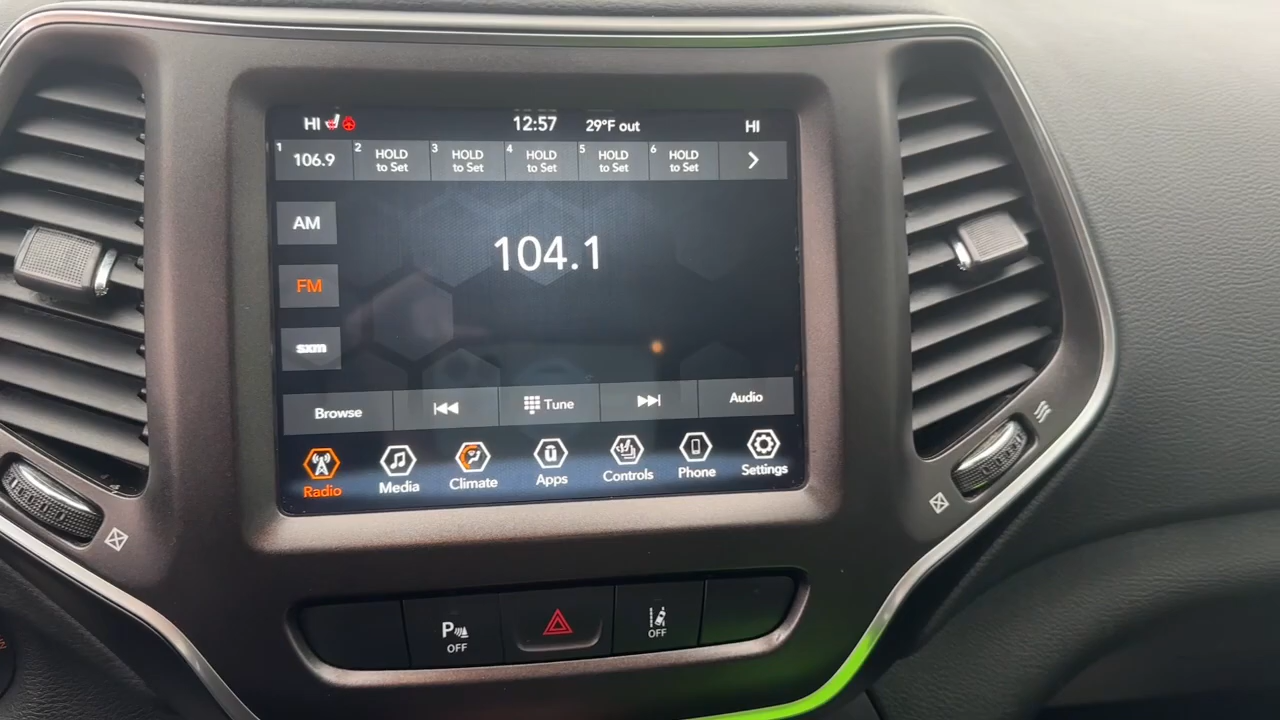 HI 12:57 29°F out HI
1 106.9 2 HOLD to Set 3 HOLD to Set 4 HOLD to Set 5 HOLD to Set 6 HOLD to Set
AM
104.1
FM
sxm
Browse Tune Audio
Radio Media Climate Apps Controls Phone Settings
P OFF OFF